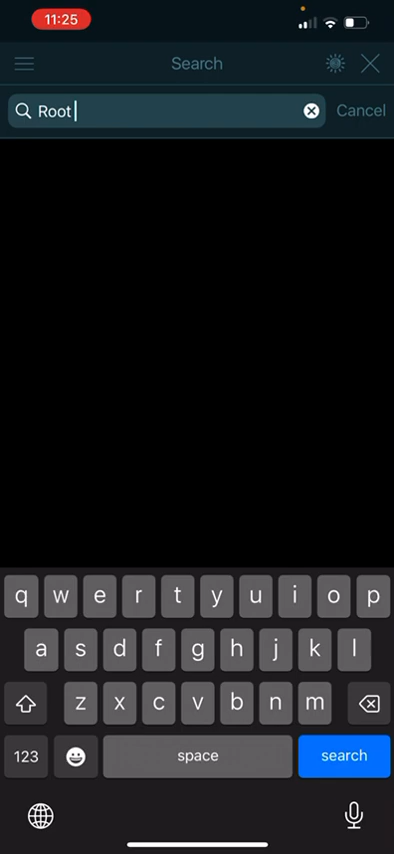 11:25
Search
Root
Cancel
q w e r t y u i o p
a s d f g h j k l
z x c v b n m
123 space search